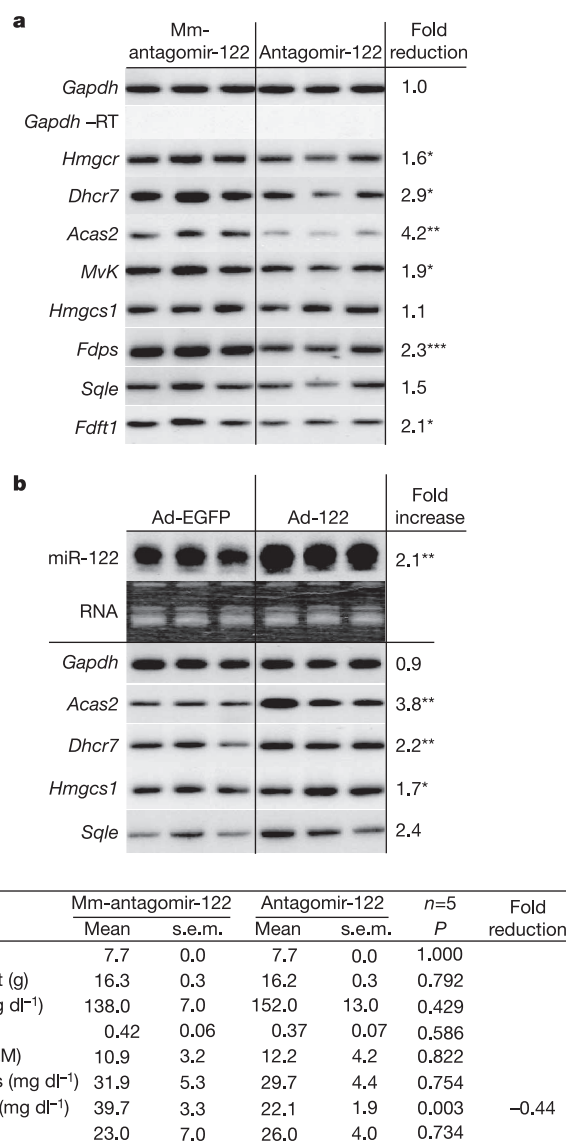 a
Mm-
antagomir-122 Antagomir-122 Fold
reduction
Gapdh 1.0
Gapdh –RT
Hmgcr 1.6*
Dhcr7 2.9*
Acas2 4.2**
MvK 1.9*
Hmgcs1 1.1
Fdps 2.3***
Sqle 1.5
Fdft1 2.1*
b
Ad-EGFP Ad-122 Fold
increase
miR-122 2.1**
RNA
Gapdh 0.9
Acas2 3.8**
Dhcr7 2.2**
Hmgcs1 1.7*
Sqle 2.4
Mm-antagomir-122 Antagomir-122 n=5 Fold
Mean s.e.m. Mean s.e.m. P reduction
7.7 0.0 7.7 0.0 1.000
t (g) 16.3 0.3 16.2 0.3 0.792
g dl–1) 138.0 7.0 152.0 13.0 0.429
0.42 0.06 0.37 0.07 0.586
M) 10.9 3.2 12.2 4.2 0.822
s (mg dl–1) 31.9 5.3 29.7 4.4 0.754
(mg dl–1) 39.7 3.3 22.1 1.9 0.003 –0.44
23.0 7.0 26.0 4.0 0.734